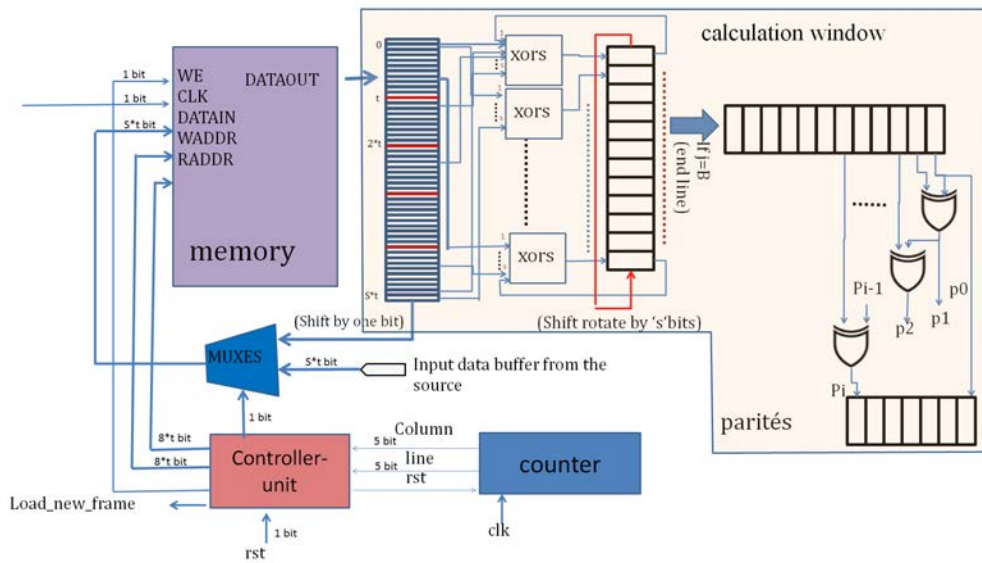 calculation window
0
t
2*t
S*t
1
xors
s
1
xors
s
1
xors
s
If j=B
(end line)
1 bit
WE
DATAOUT
1 bit
CLK
DATAIN
S*t bit
WADDR
RADDR
memory
(Shift by one bit)
(Shift rotate by 's'bits)
p0
Pi-1
p1
p2
Pi
parités
MUXES
S*t bit
Input data buffer from the
source
1 bit
8*t bit
8*t bit
Controller-
unit
Column
5 bit
line
5 bit
rst
counter
Load_new_frame
1 bit
rst
clk